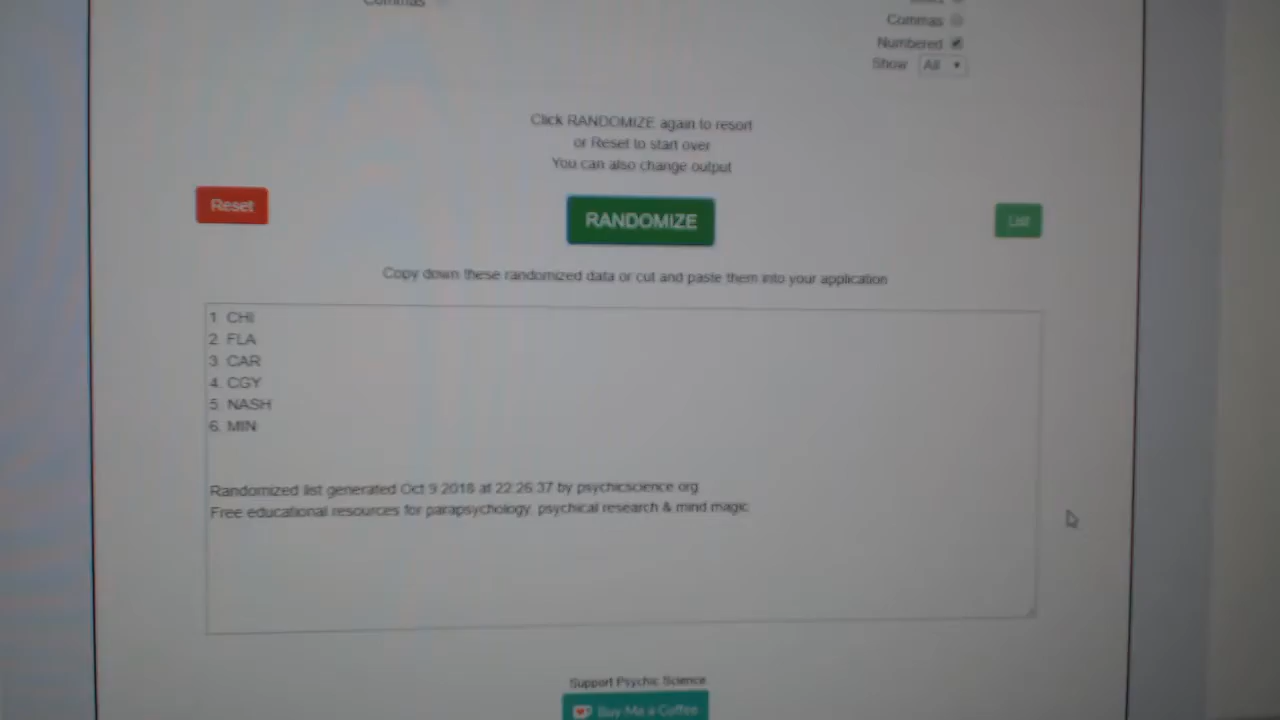 Commas
Commas
Numbered
Show All
Click RANDOMIZE again to resort
or Reset to start over
You can also change output
Reset
RANDOMIZE
List
Copy down these randomized data or cut and paste them into your application
1. CHI
2. FLA
3. CAR
4. CGY
5. NASH
6. MIN
Randomized list generated Oct 9 2018 at 22:26:37 by psychicscience.org
Free educational resources for parapsychology, psychical research & mind magic
Support Psychic Science
Buy Me a Coffee